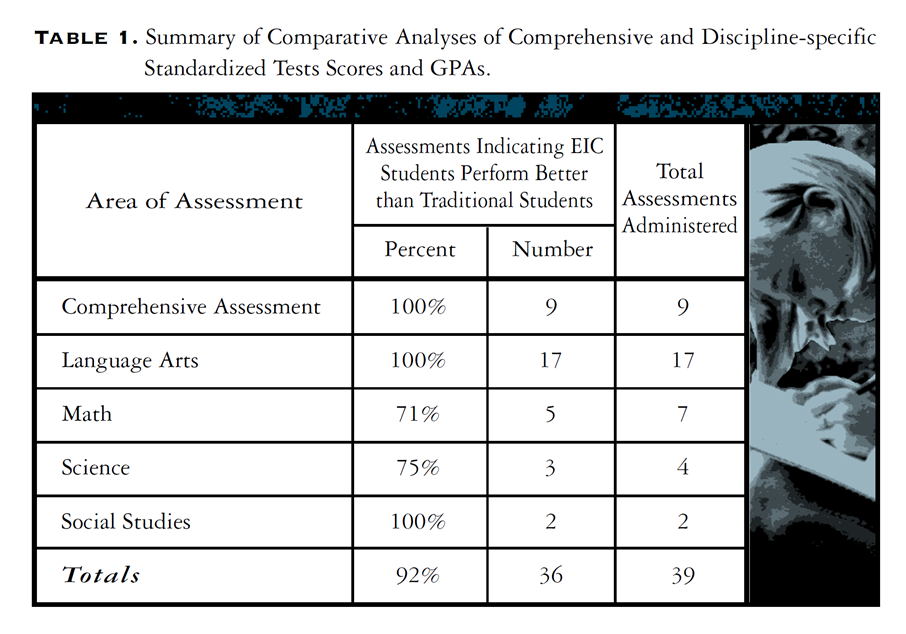 TABLE 1. Summary of Comparative Analyses of Comprehensive and Discipline-specific
Standardized Tests Scores and GPAs.
Area of Assessment
Assessments Indicating EIC
Students Perform Better
than Traditional Students
Total
Assessments
Administered
Percent Number
Comprehensive Assessment 100% 9 9
Language Arts 100% 17 17
Math 71% 5 7
Science 75% 3 4
Social Studies 100% 2 2
Totals 92% 36 39